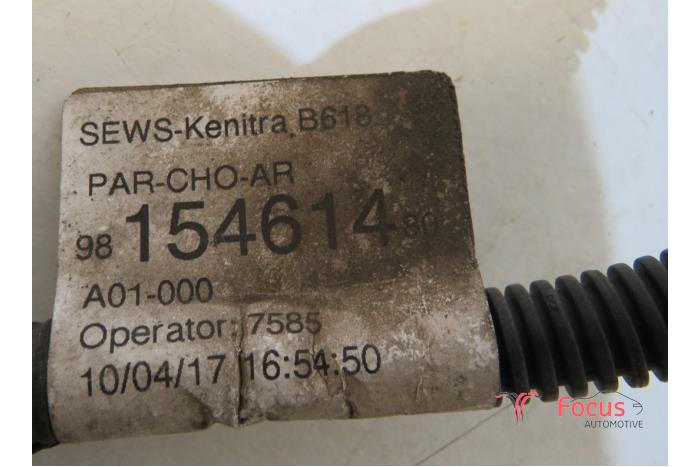 SEWS-Kenitra B618
PAR-CHO-AR
98 154614 80
A01-000
Operator: 7585
10/04/17 16:54:50
Focus
AUTOMOTIVE